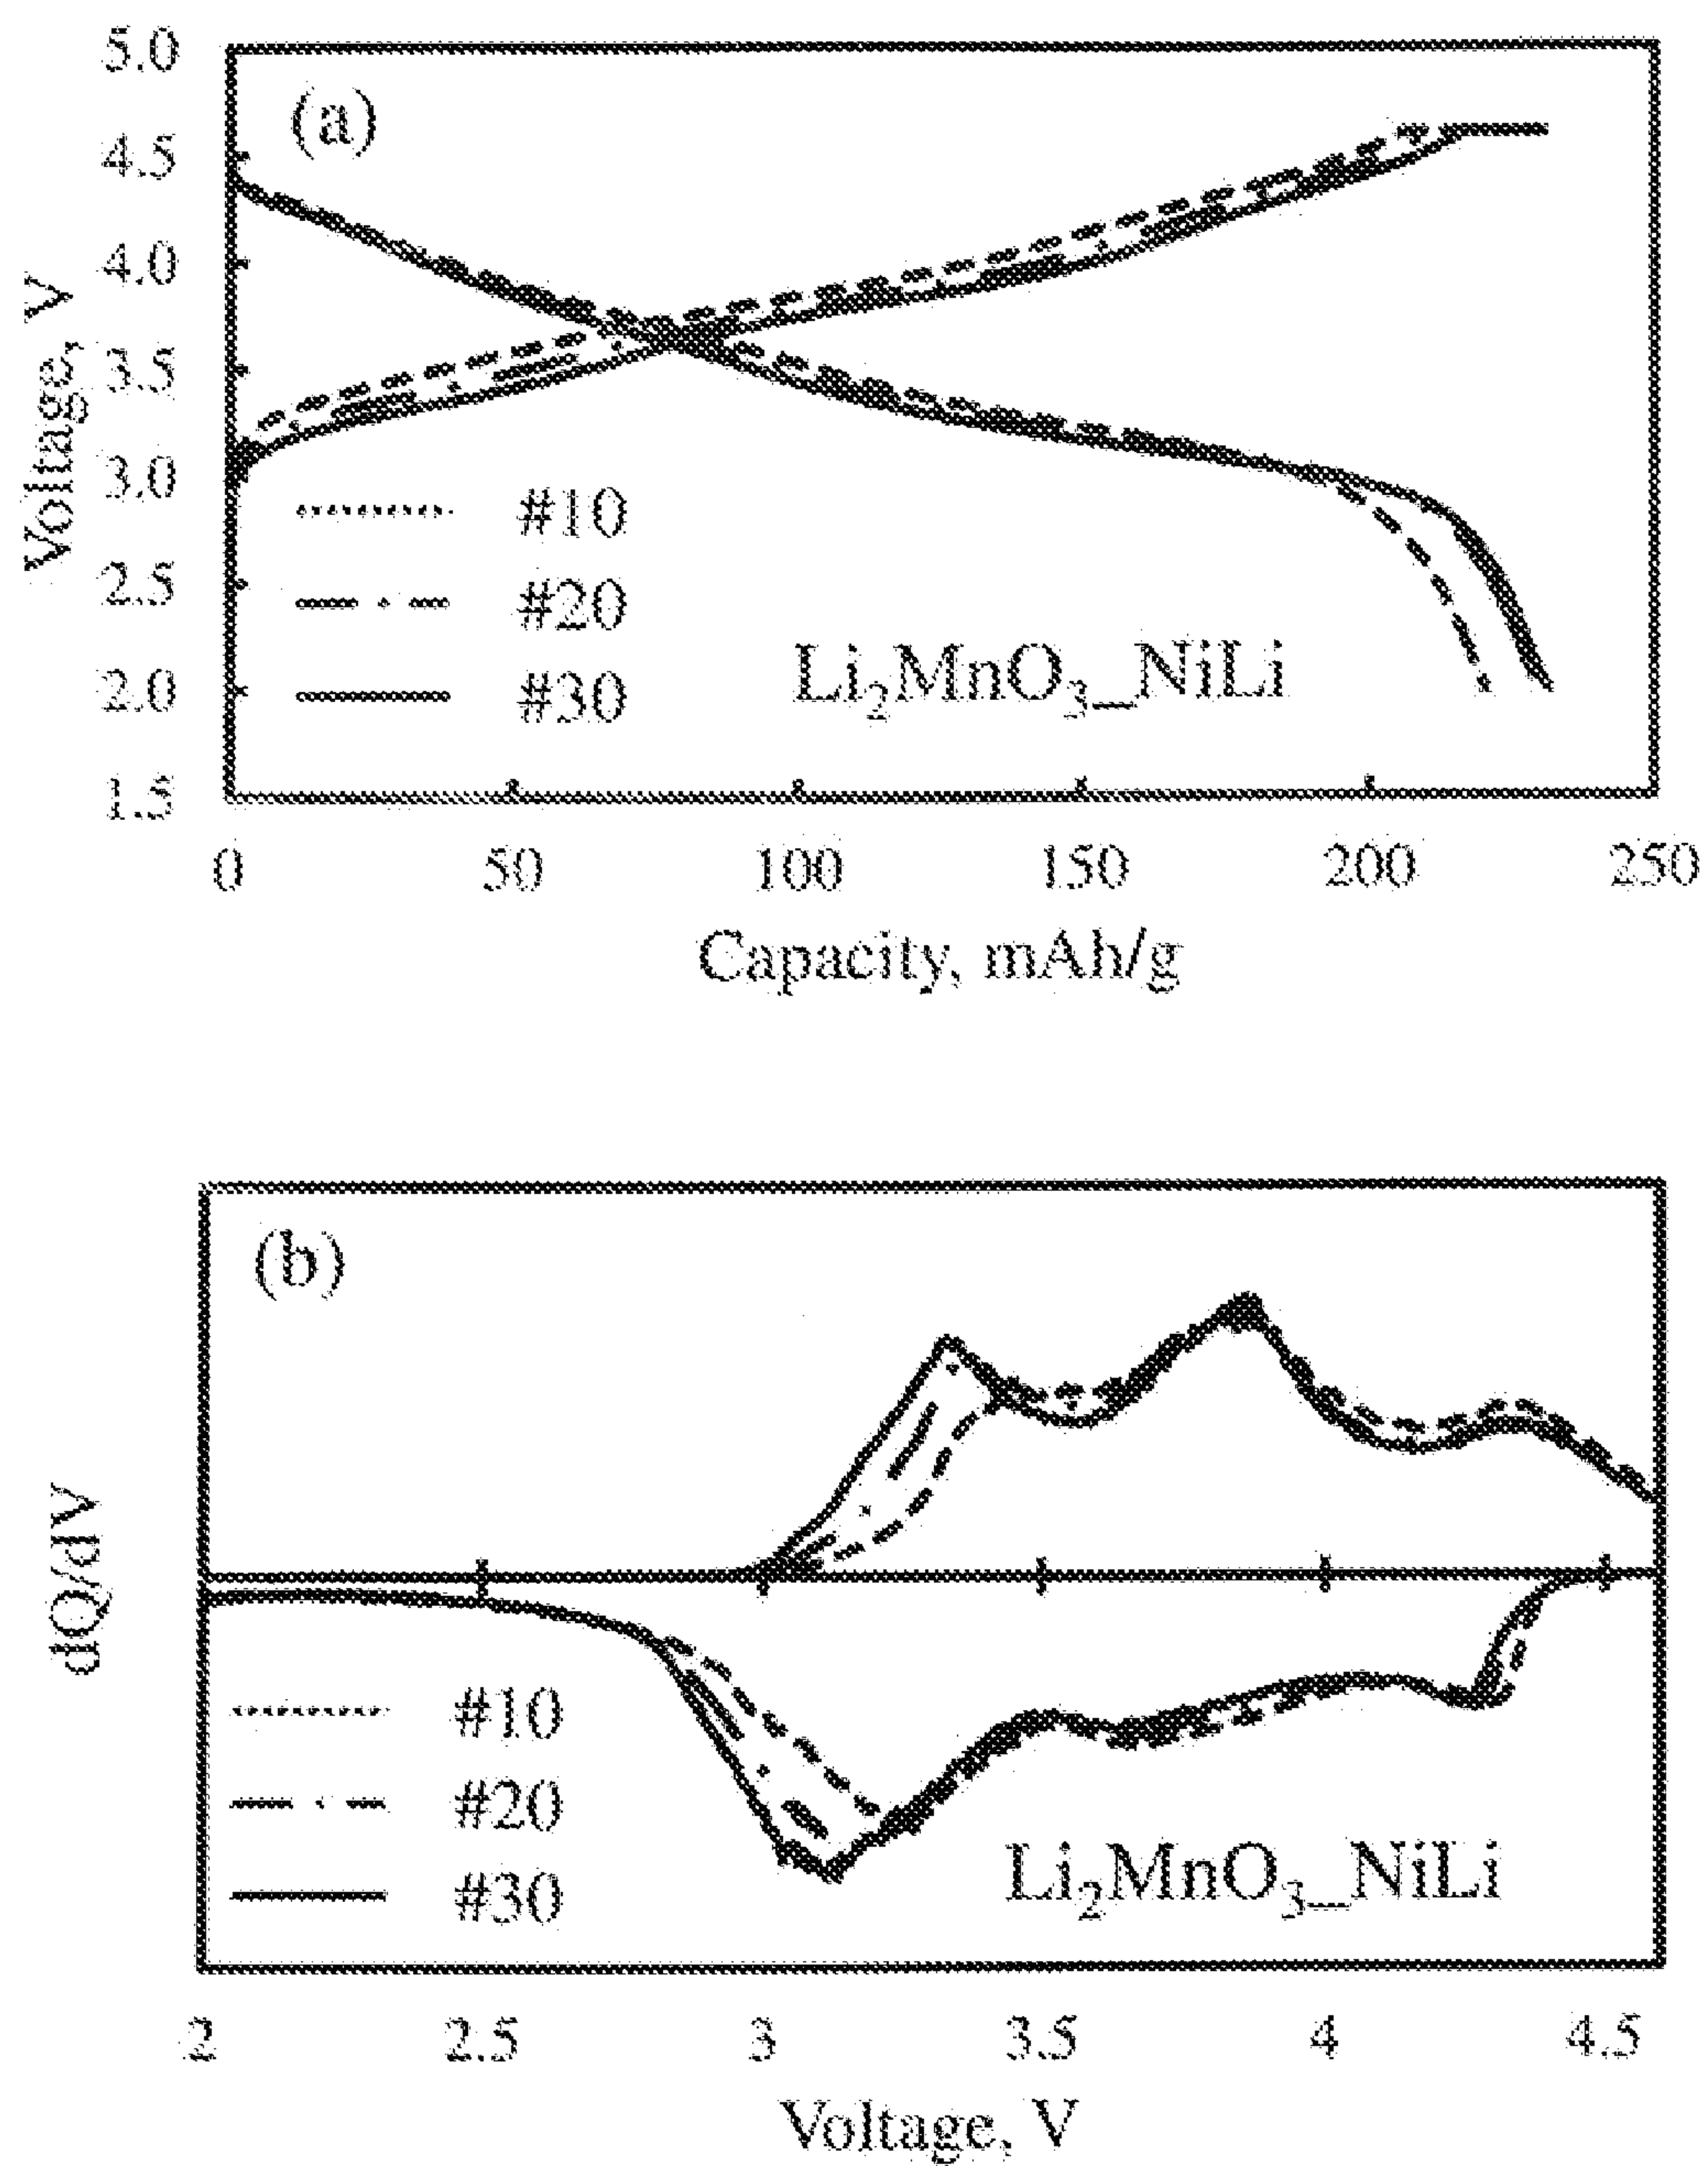 5.0
(a)
4.5
4.0
3.5
3.0
2.5
2.0
1.5
Voltage, V
#10
#20
#30
Li₂MnO₃_NiLi
0 50 100 150 200 250
Capacity, mAh/g
(b)
dQ/dV
#10
#20
#30
Li₂MnO₃_NiLi
2 2.5 3 3.5 4 4.5
Voltage, V